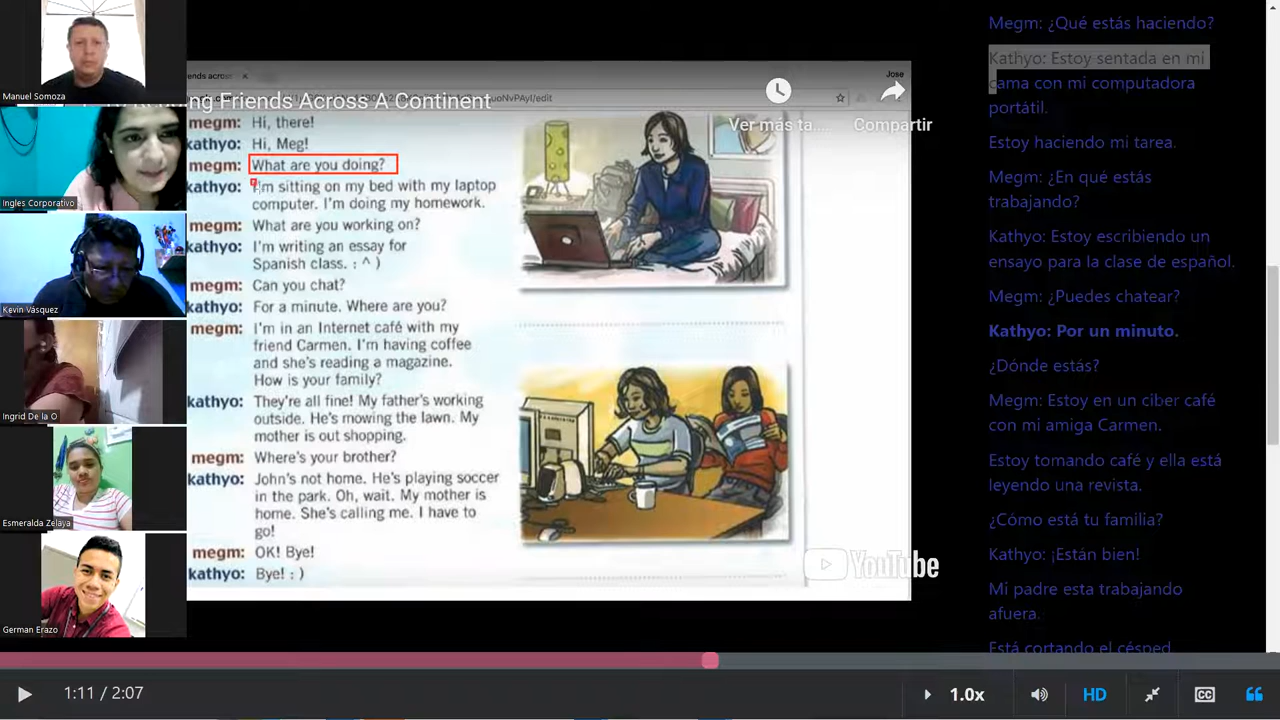 Manuel Somoza
Ingles Corporativo
Kevin Vásquez
Ingrid De la O
Esmeralda Zelaya
German Erazo
Jose
ng Friends Across A Continent
Ver más ta.... Compartir
megm: Hi, there!
kathyo: Hi, Meg!
megm: What are you doing?
kathyo: I'm sitting on my bed with my laptop
computer. I'm doing my homework.
megm: What are you working on?
kathyo: I'm writing an essay for
Spanish class. : ^ )
megm: Can you chat?
kathyo: For a minute. Where are you?
megm: I'm in an Internet café with my
friend Carmen. I'm having coffee
and she's reading a magazine.
How is your family?
kathyo: They're all fine! My father's working
outside. He's mowing the lawn. My
mother is out shopping.
megm: Where's your brother?
kathyo: John's not home. He's playing soccer
in the park. Oh, wait. My mother is
home. She's calling me. I have to
go!
megm: OK! Bye!
kathyo: Bye! : )
YouTube
Megm: ¿Qué estás haciendo?
Kathyo: Estoy sentada en mi
cama con mi computadora
portátil.
Estoy haciendo mi tarea.
Megm: ¿En qué estás
trabajando?
Kathyo: Estoy escribiendo un
ensayo para la clase de español.
Megm: ¿Puedes chatear?
Kathyo: Por un minuto.
¿Dónde estás?
Megm: Estoy en un ciber café
con mi amiga Carmen.
Estoy tomando café y ella está
leyendo una revista.
¿Cómo está tu familia?
Kathyo: ¡Están bien!
Mi padre esta trabajando
afuera.
Está cortando el césped
1:11 / 2:07
1.0x
HD
CC